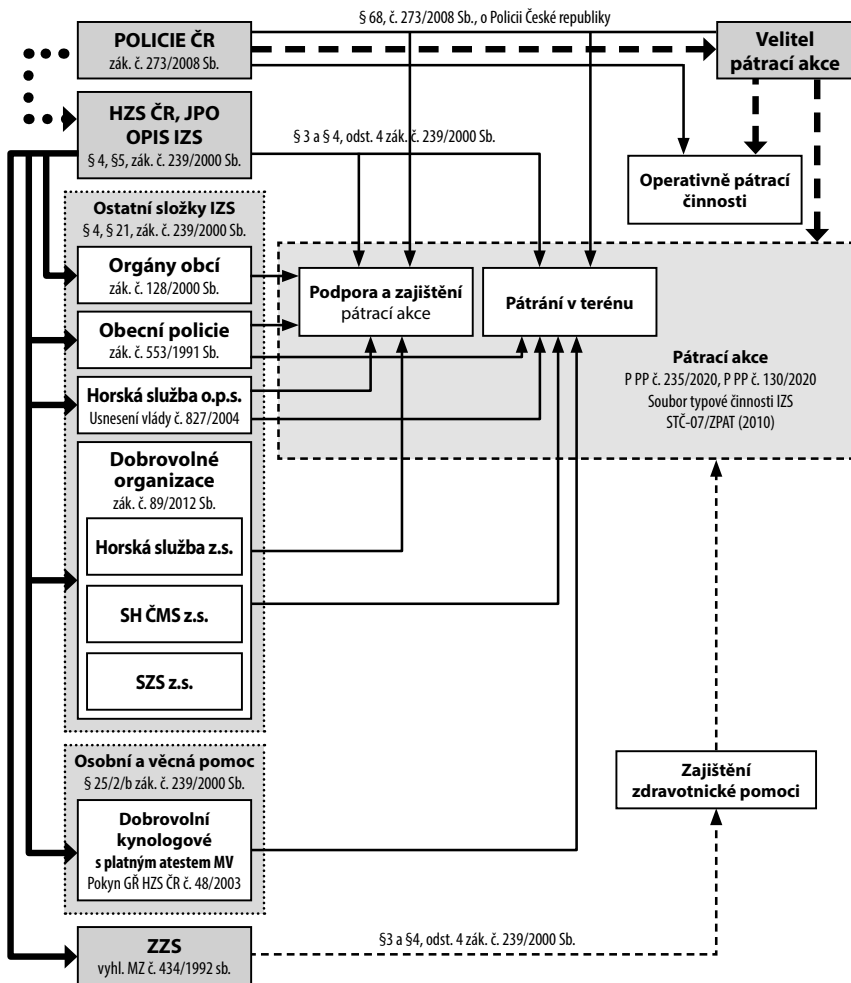 § 68, č. 273/2008 Sb., o Policii České republiky
POLICIE ČR
zák. č. 273/2008 Sb.
Velitel
pátrací akce
HZS ČR, JPO
OPIS IZS
§ 4, §5, zák. č. 239/2000 Sb.
§ 3 a § 4, odst. 4 zák. č. 239/2000 Sb.
Operativně pátrací
činnosti
Ostatní složky IZS
§ 4, § 21, zák. č. 239/2000 Sb.
Orgány obcí
zák. č. 128/2000 Sb.
Podpora a zajištění
pátrací akce
Pátrání v terénu
Obecní policie
zák. č. 553/1991 Sb.
Pátrací akce
P PP č. 235/2020, P PP č. 130/2020
Soubor typové činnosti IZS
STČ-07/ZPAT (2010)
Horská služba o.p.s.
Usnesení vlády č. 827/2004
Dobrovolné
organizace
zák. č. 89/2012 Sb.
Horská služba z.s.
SH ČMS z.s.
SZS z.s.
Osobní a věcná pomoc
§ 25/2/b zák. č. 239/2000 Sb.
Zajištění
zdravotnické pomoci
Dobrovolní
kynologové
s platným atestem MV
Pokyn GŘ HZS ČR č. 48/2003
ZZS
vyhl. MZ č. 434/1992 sb.
§3 a §4, odst. 4 zák. č. 239/2000 Sb.